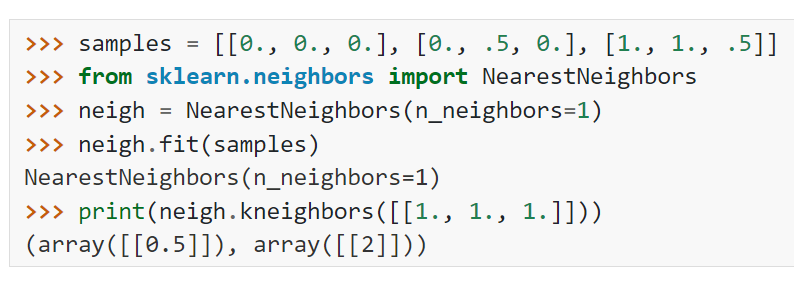 >>> samples = [[0., 0., 0.], [0., .5, 0.], [1., 1., .5]]
>>> from sklearn.neighbors import NearestNeighbors
>>> neigh = NearestNeighbors(n_neighbors=1)
>>> neigh.fit(samples)
NearestNeighbors(n_neighbors=1)
>>> print(neigh.kneighbors([[1., 1., 1.]]))
(array([[0.5]]), array([[2]]))